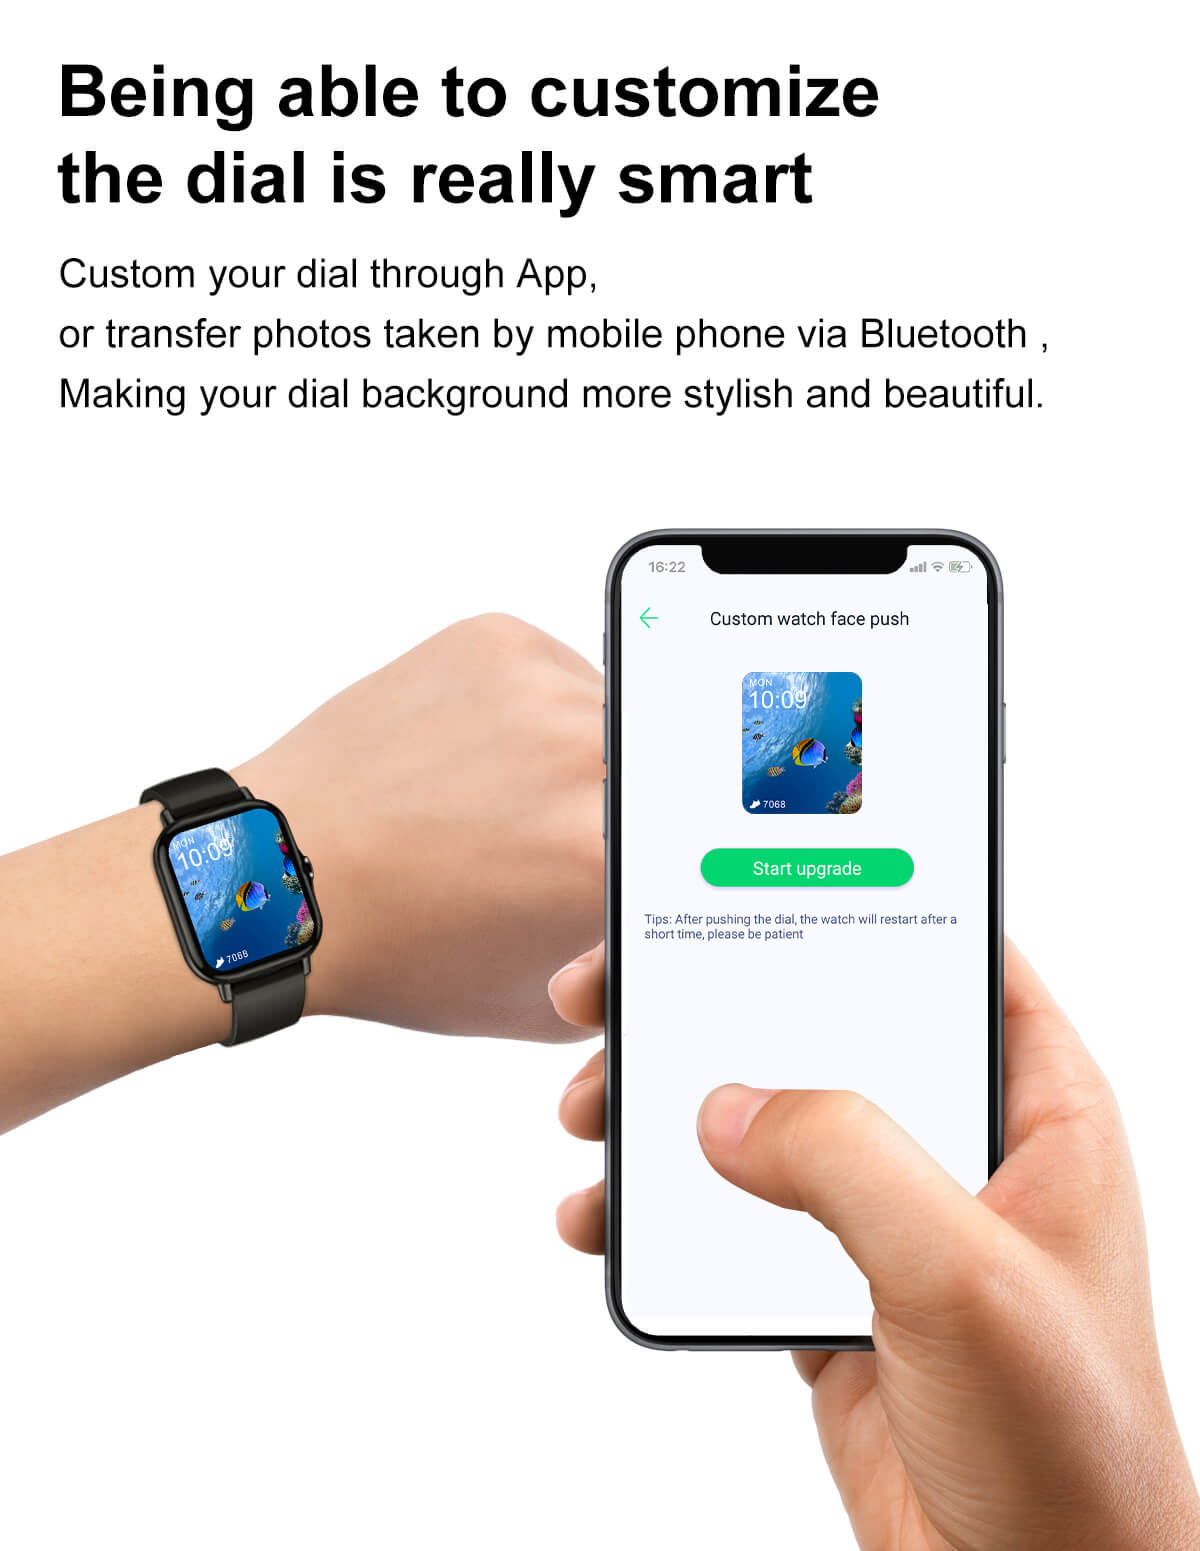 Being able to customize
the dial is really smart
Custom your dial through App,
or transfer photos taken by mobile phone via Bluetooth ,
Making your dial background more stylish and beautiful.
16:22
Custom watch face push
MON
10:09
7068
Start upgrade
Tips: After pushing the dial, the watch will restart after a
short time, please be patient
MON
10:09
7068